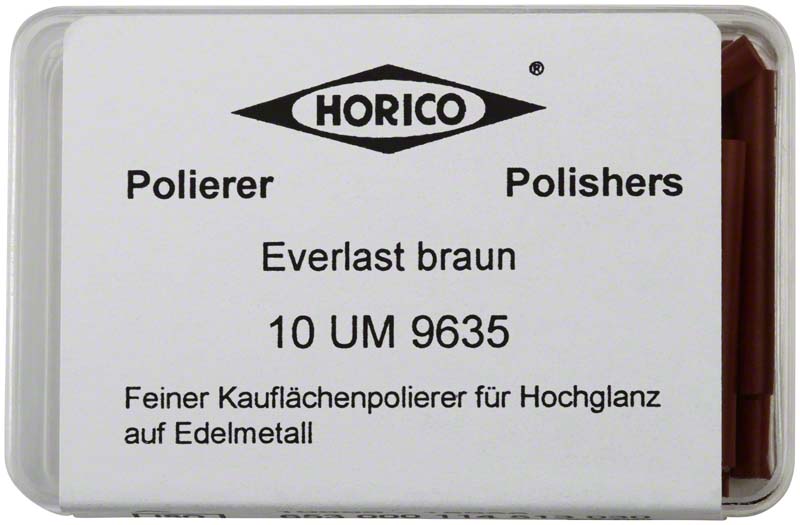 HORICO ®
Polierer Polishers
Everlast braun
10 UM 9635
Feiner Kauflächenpolierer für Hochglanz
auf Edelmetall